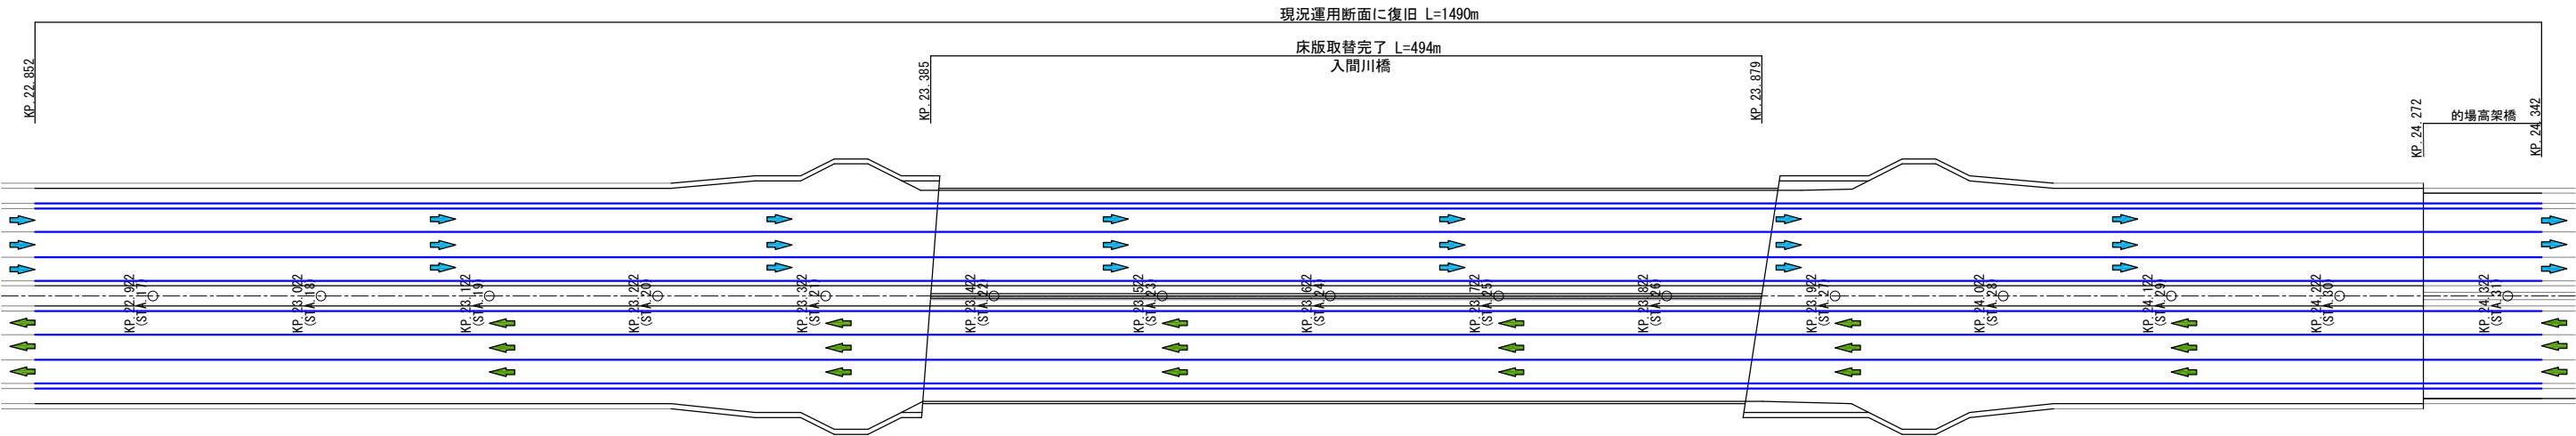 現況運用断面に復旧 L=1490m
床版取替完了 L=494m
入間川橋
KP.22.852
KP.23.385
KP.23.879
KP.24.272
的場高架橋
KP.24.342
KP.22.922
(STA.17)
KP.23.022
(STA.18)
KP.23.122
(STA.19)
KP.23.222
(STA.20)
KP.23.322
(STA.21)
KP.23.422
(STA.22)
KP.23.522
(STA.23)
KP.23.622
(STA.24)
KP.23.722
(STA.25)
KP.23.822
(STA.26)
KP.23.922
(STA.27)
KP.24.022
(STA.28)
KP.24.122
(STA.29)
KP.24.222
(STA.30)
KP.24.322
(STA.31)